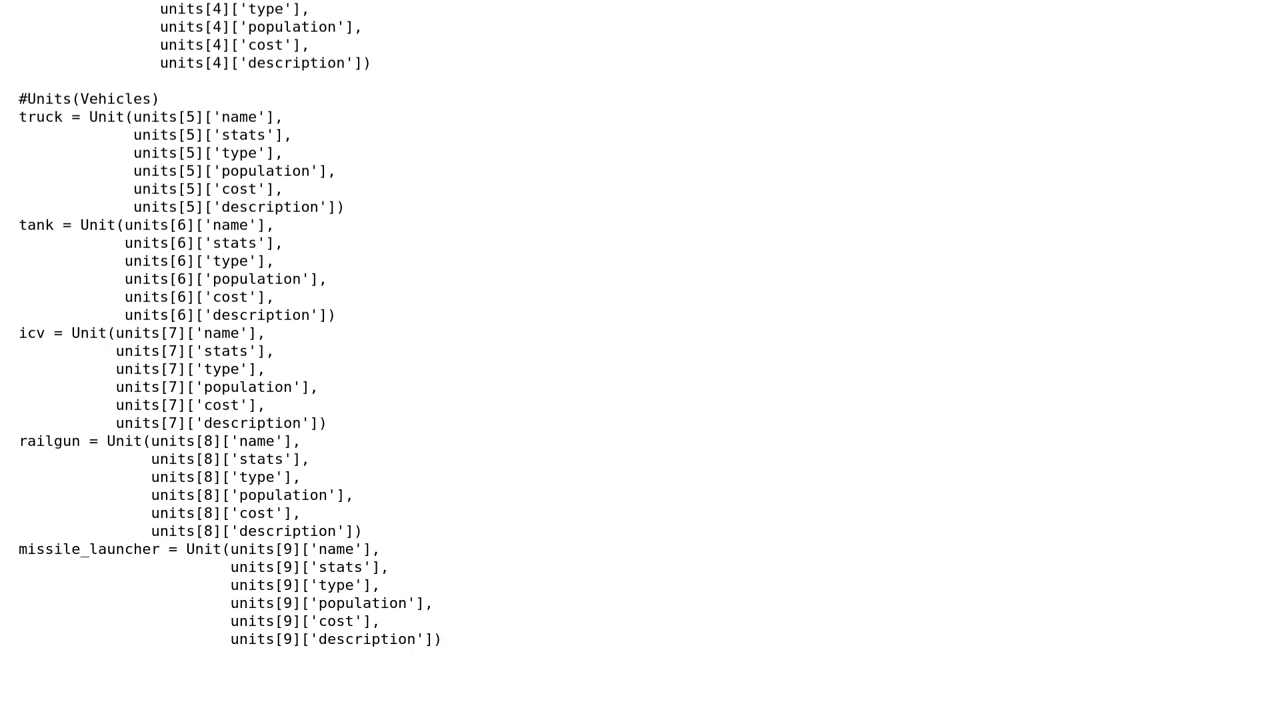 units[4]['type'],
units[4]['population'],
units[4]['cost'],
units[4]['description'])
#Units(Vehicles)
truck = Unit(units[5]['name'],
units[5]['stats'],
units[5]['type'],
units[5]['population'],
units[5]['cost'],
units[5]['description'])
tank = Unit(units[6]['name'],
units[6]['stats'],
units[6]['type'],
units[6]['population'],
units[6]['cost'],
units[6]['description'])
icv = Unit(units[7]['name'],
units[7]['stats'],
units[7]['type'],
units[7]['population'],
units[7]['cost'],
units[7]['description'])
railgun = Unit(units[8]['name'],
units[8]['stats'],
units[8]['type'],
units[8]['population'],
units[8]['cost'],
units[8]['description'])
missile_launcher = Unit(units[9]['name'],
units[9]['stats'],
units[9]['type'],
units[9]['population'],
units[9]['cost'],
units[9]['description'])